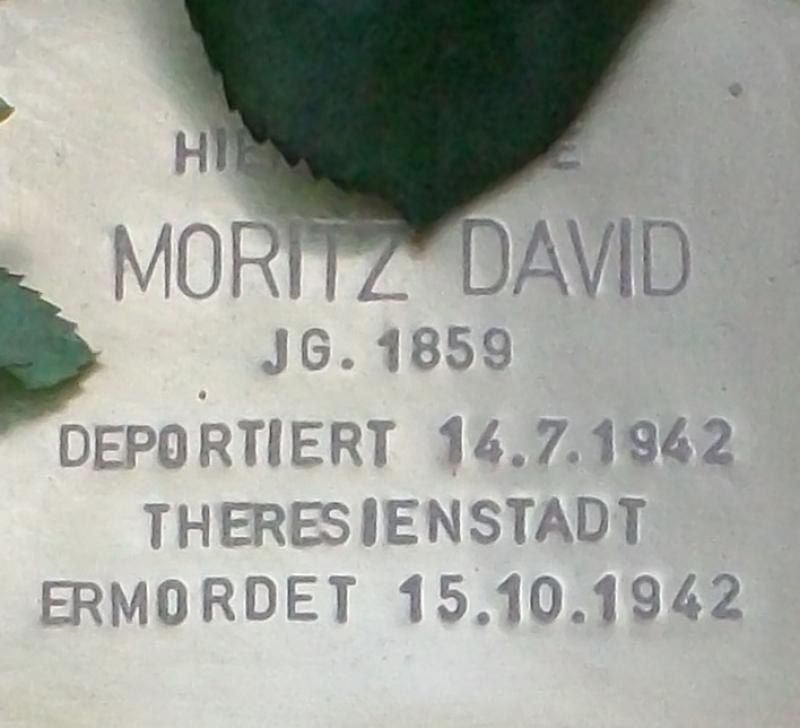 MORITZ DAVID
JG. 1859
DEPORTIERT 14.7.1942
THERESIENSTADT
ERMORDET 15.10.1942